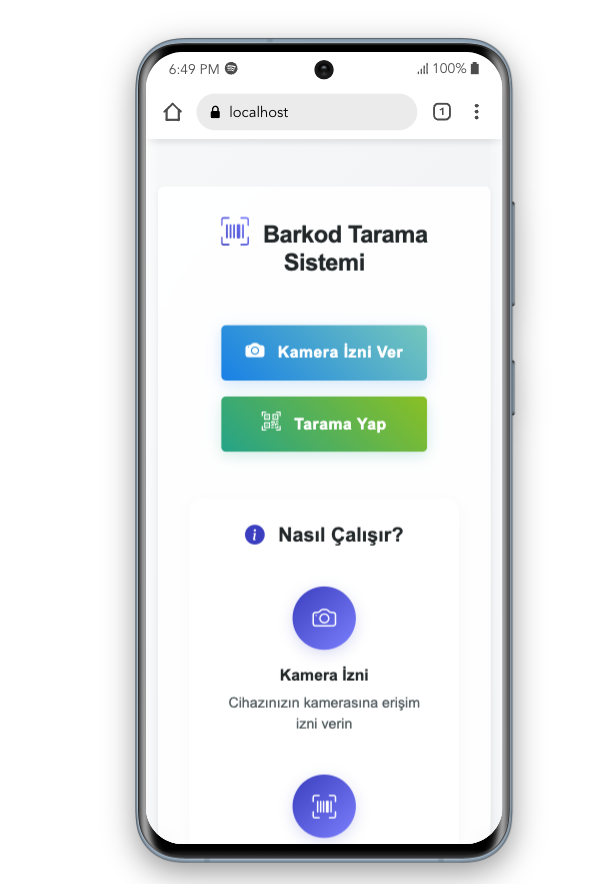 6:49 PM 100%
localhost 1
Barkod Tarama
Sistemi
Kamera İzni Ver
Tarama Yap
Nasıl Çalışır?
Kamera İzni
Cihazınızın kamerasına erişim
izni verin